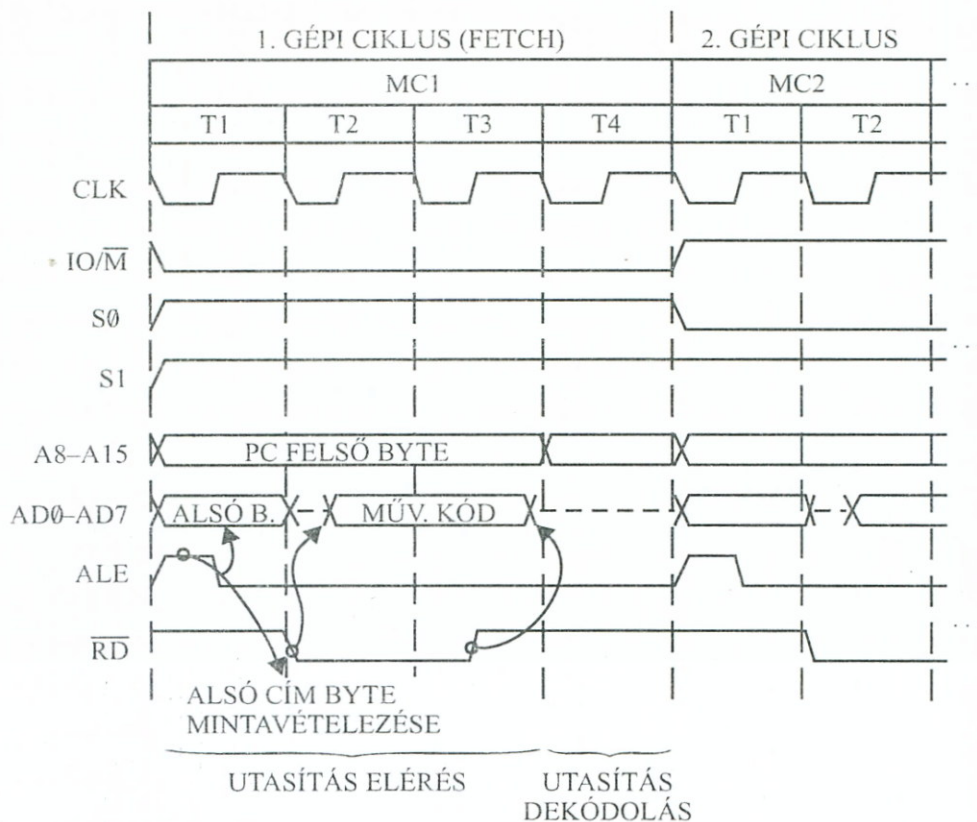 1. GÉPI CIKLUS (FETCH) 2. GÉPI CIKLUS
MC1 MC2
T1 T2 T3 T4 T1 T2
CLK
IO/M̅
S0
S1
A8–A15 PC FELSŐ BYTE
AD0–AD7 ALSÓ B. MŰV. KÓD
ALE
R̅D̅
ALSÓ CÍM BYTE
MINTAVÉTELEZÉSE
UTASÍTÁS ELÉRÉS UTASÍTÁS
DEKÓDOLÁS